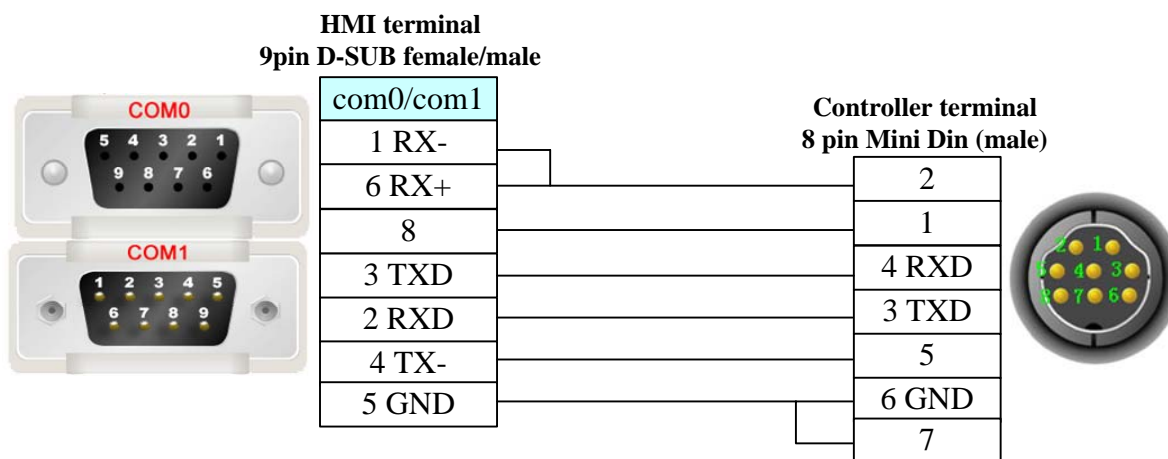 HMI terminal
9pin D-SUB female/male
com0/com1
1 RX-
6 RX+
8
3 TXD
2 RXD
4 TX-
5 GND
Controller terminal
8 pin Mini Din (male)
2
1
4 RXD
3 TXD
5
6 GND
7
COM0
5 4 3 2 1
9 8 7 6
COM1
1 2 3 4 5
6 7 8 9
2 1
5 4 3
8 7 6